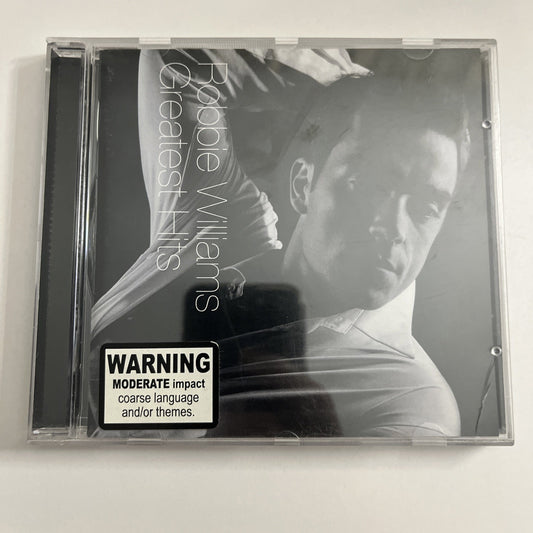 Robbie Williams
Greatest Hits
WARNING
MODERATE impact
coarse language
and/or themes.